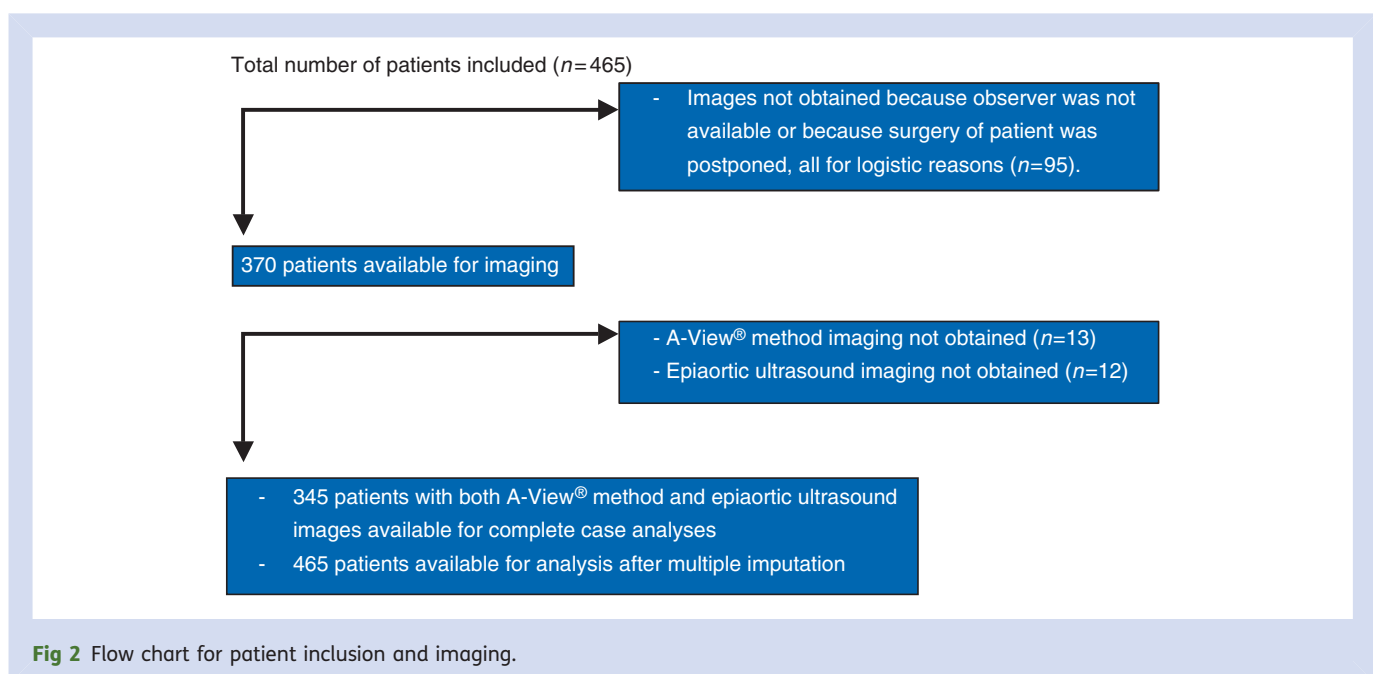 Total number of patients included (n=465)
- Images not obtained because observer was not
available or because surgery of patient was
postponed, all for logistic reasons (n=95).
370 patients available for imaging
- A-View® method imaging not obtained (n=13)
- Epiaortic ultrasound imaging not obtained (n=12)
- 345 patients with both A-View® method and epiaortic ultrasound
images available for complete case analyses
- 465 patients available for analysis after multiple imputation
Fig 2 Flow chart for patient inclusion and imaging.